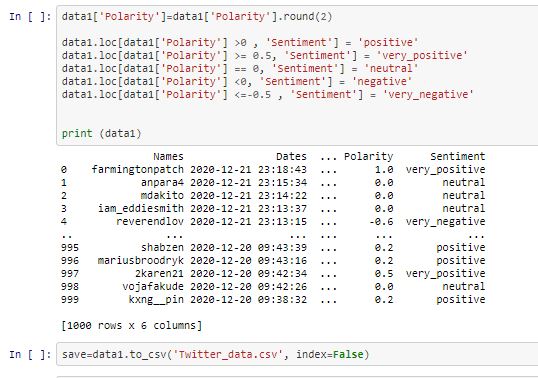 In [ ]: data1['Polarity']=data1['Polarity'].round(2)
data1.loc[data1['Polarity'] >0 , 'Sentiment'] = 'positive'
data1.loc[data1['Polarity'] >= 0.5, 'Sentiment'] = 'very_positive'
data1.loc[data1['Polarity'] == 0, 'Sentiment'] = 'neutral'
data1.loc[data1['Polarity'] <0, 'Sentiment'] = 'negative'
data1.loc[data1['Polarity'] <=-0.5 , 'Sentiment'] = 'very_negative'
print (data1)
Names Dates ... Polarity Sentiment
0 farmingtonpatch 2020-12-21 23:18:43 ... 1.0 very_positive
1 anpara4 2020-12-21 23:15:34 ... 0.0 neutral
2 mdakito 2020-12-21 23:14:22 ... 0.0 neutral
3 iam_eddiesmith 2020-12-21 23:13:37 ... 0.0 neutral
4 reverendlov 2020-12-21 23:13:15 ... -0.6 very_negative
.. ... ... ... ... ...
995 shabzen 2020-12-20 09:43:39 ... 0.2 positive
996 mariusbroodryk 2020-12-20 09:43:16 ... 0.2 positive
997 2karen21 2020-12-20 09:42:34 ... 0.5 very_positive
998 vojafakude 2020-12-20 09:42:26 ... 0.0 neutral
999 kxng__pin 2020-12-20 09:38:32 ... 0.2 positive
[1000 rows x 6 columns]
In [ ]: save=data1.to_csv('Twitter_data.csv', index=False)